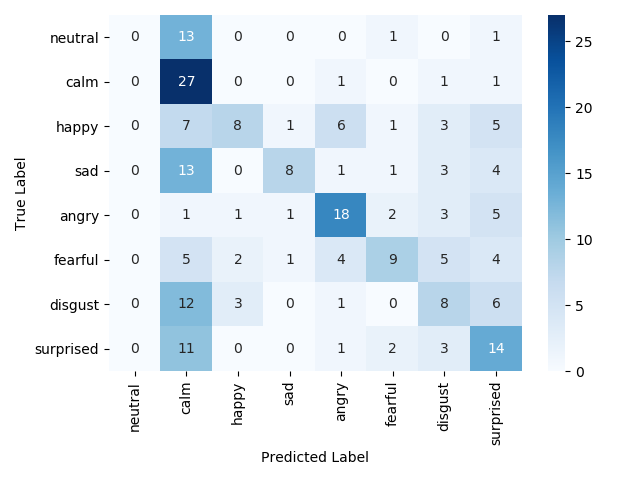 neutral 0 13 0 0 0 1 0 1
calm 0 27 0 0 1 0 1 1
happy 0 7 8 1 6 1 3 5
sad 0 13 0 8 1 1 3 4
angry 0 1 1 1 18 2 3 5
fearful 0 5 2 1 4 9 5 4
disgust 0 12 3 0 1 0 8 6
surprised 0 11 0 0 1 2 3 14
neutral calm happy sad angry fearful disgust surprised
Predicted Label
True Label
25
20
15
10
5
0